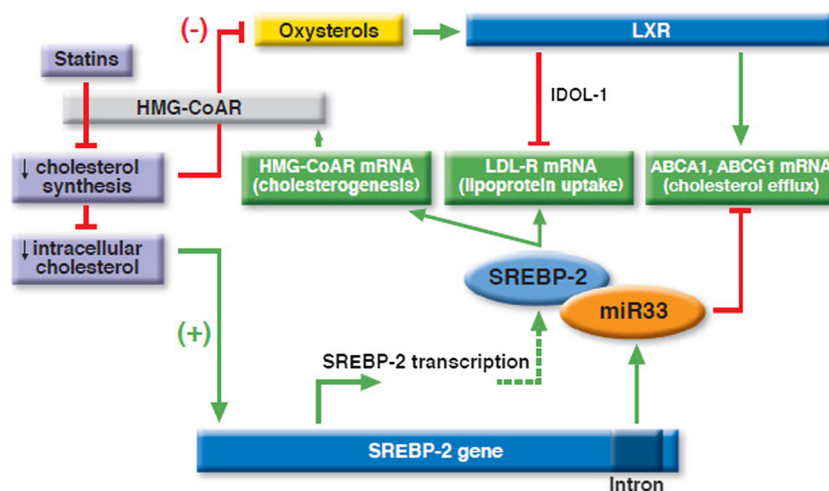 (-)
Oxysterols
LXR
Statins
IDOL-1
HMG-CoAR
↓ cholesterol
synthesis
HMG-CoAR mRNA
(cholesterogenesis)
LDL-R mRNA
(lipoprotein uptake)
ABCA1, ABCG1 mRNA
(cholesterol efflux)
↓ intracellular
cholesterol
SREBP-2
miR33
(+)
SREBP-2 transcription
SREBP-2 gene
Intron